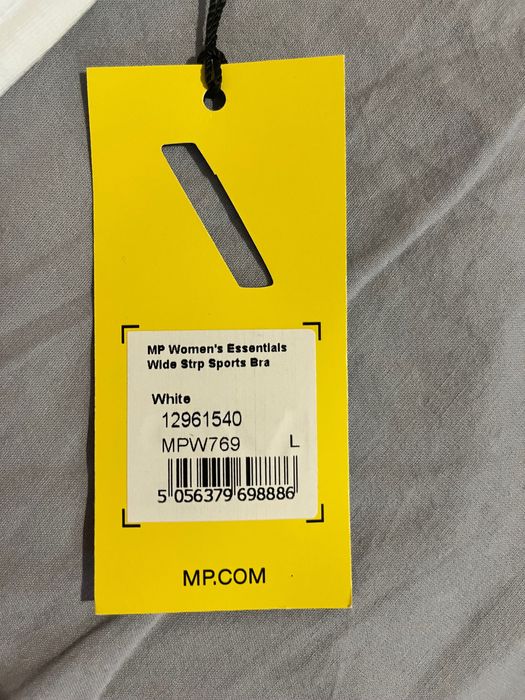 MP Women's Essentials
Wide Strp Sports Bra
White
12961540
MPW769 L
5 056379 698886
MP.COM